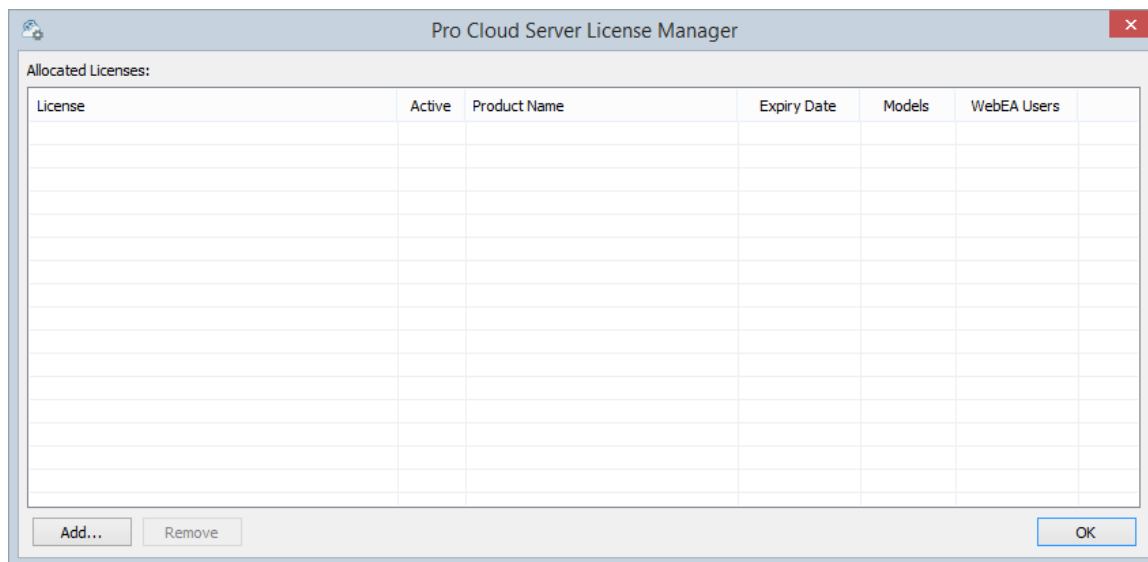 Pro Cloud Server License Manager
Allocated Licenses:
License Active Product Name Expiry Date Models WebEA Users
Add... Remove OK